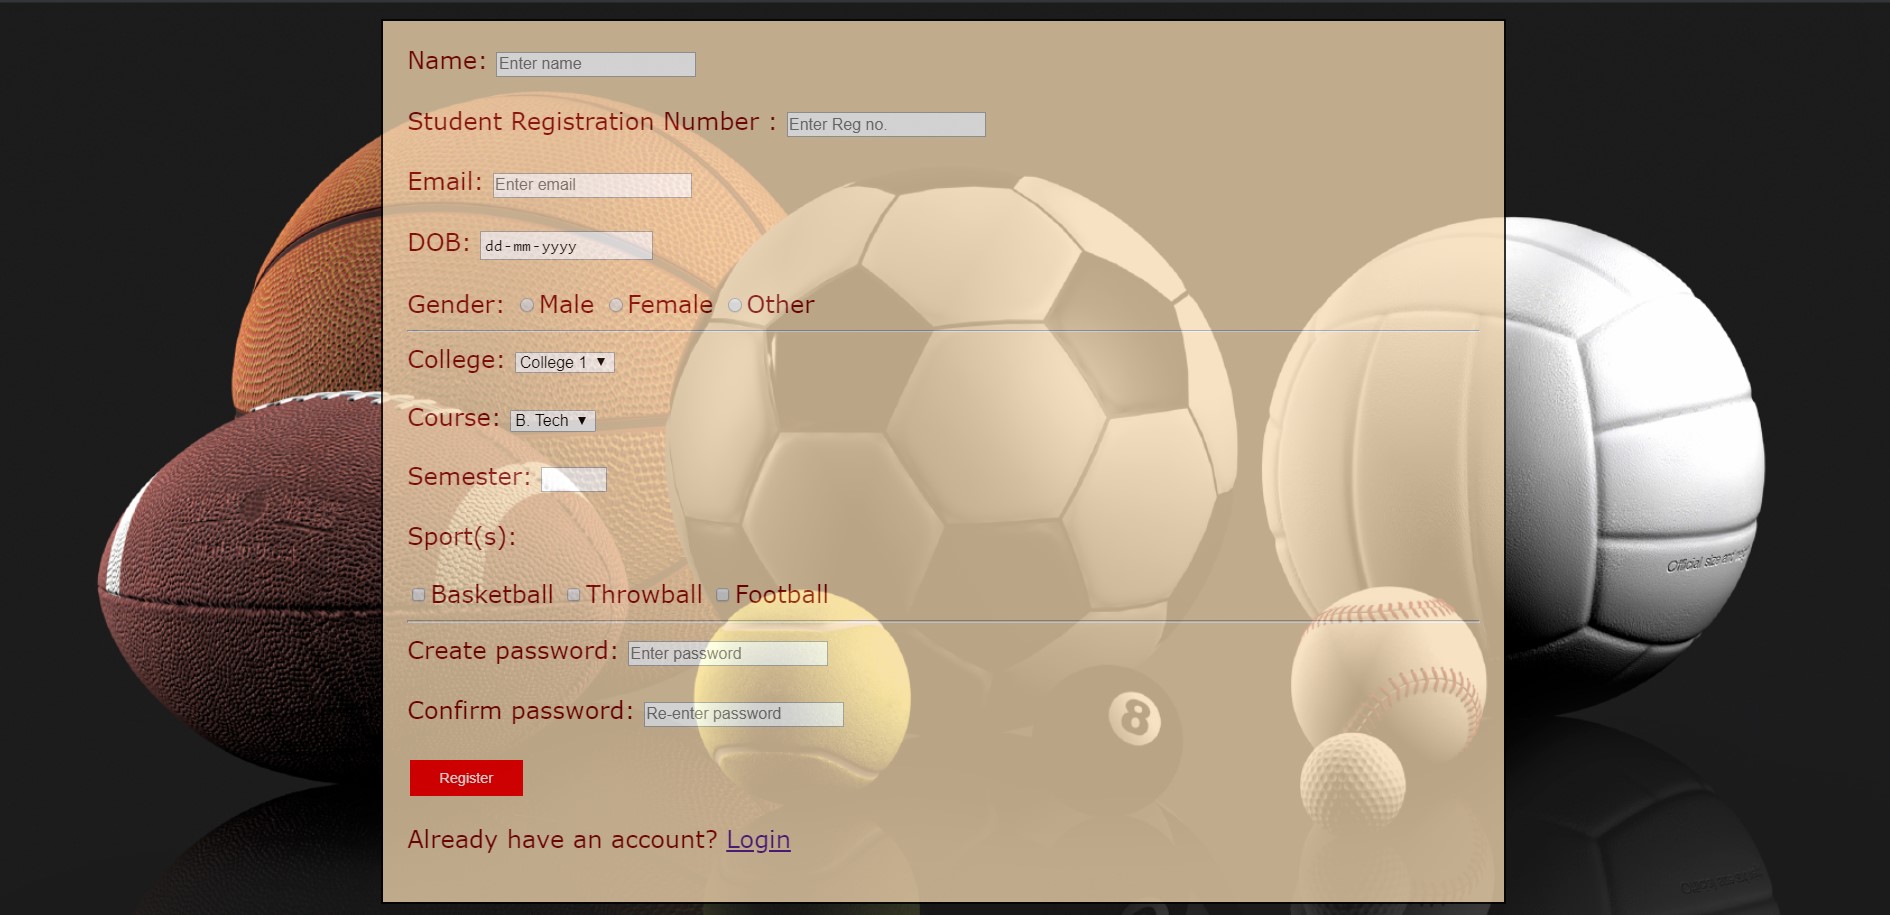 Name: Enter name
Student Registration Number : Enter Reg no.
Email: Enter email
DOB: dd-mm-yyyy
Gender: Male Female Other
College: College 1
Course: B. Tech
Semester:
Sport(s):
Basketball Throwball Football
Create password: Enter password
Confirm password: Re-enter password
Register
Already have an account? Login
Official size and
8